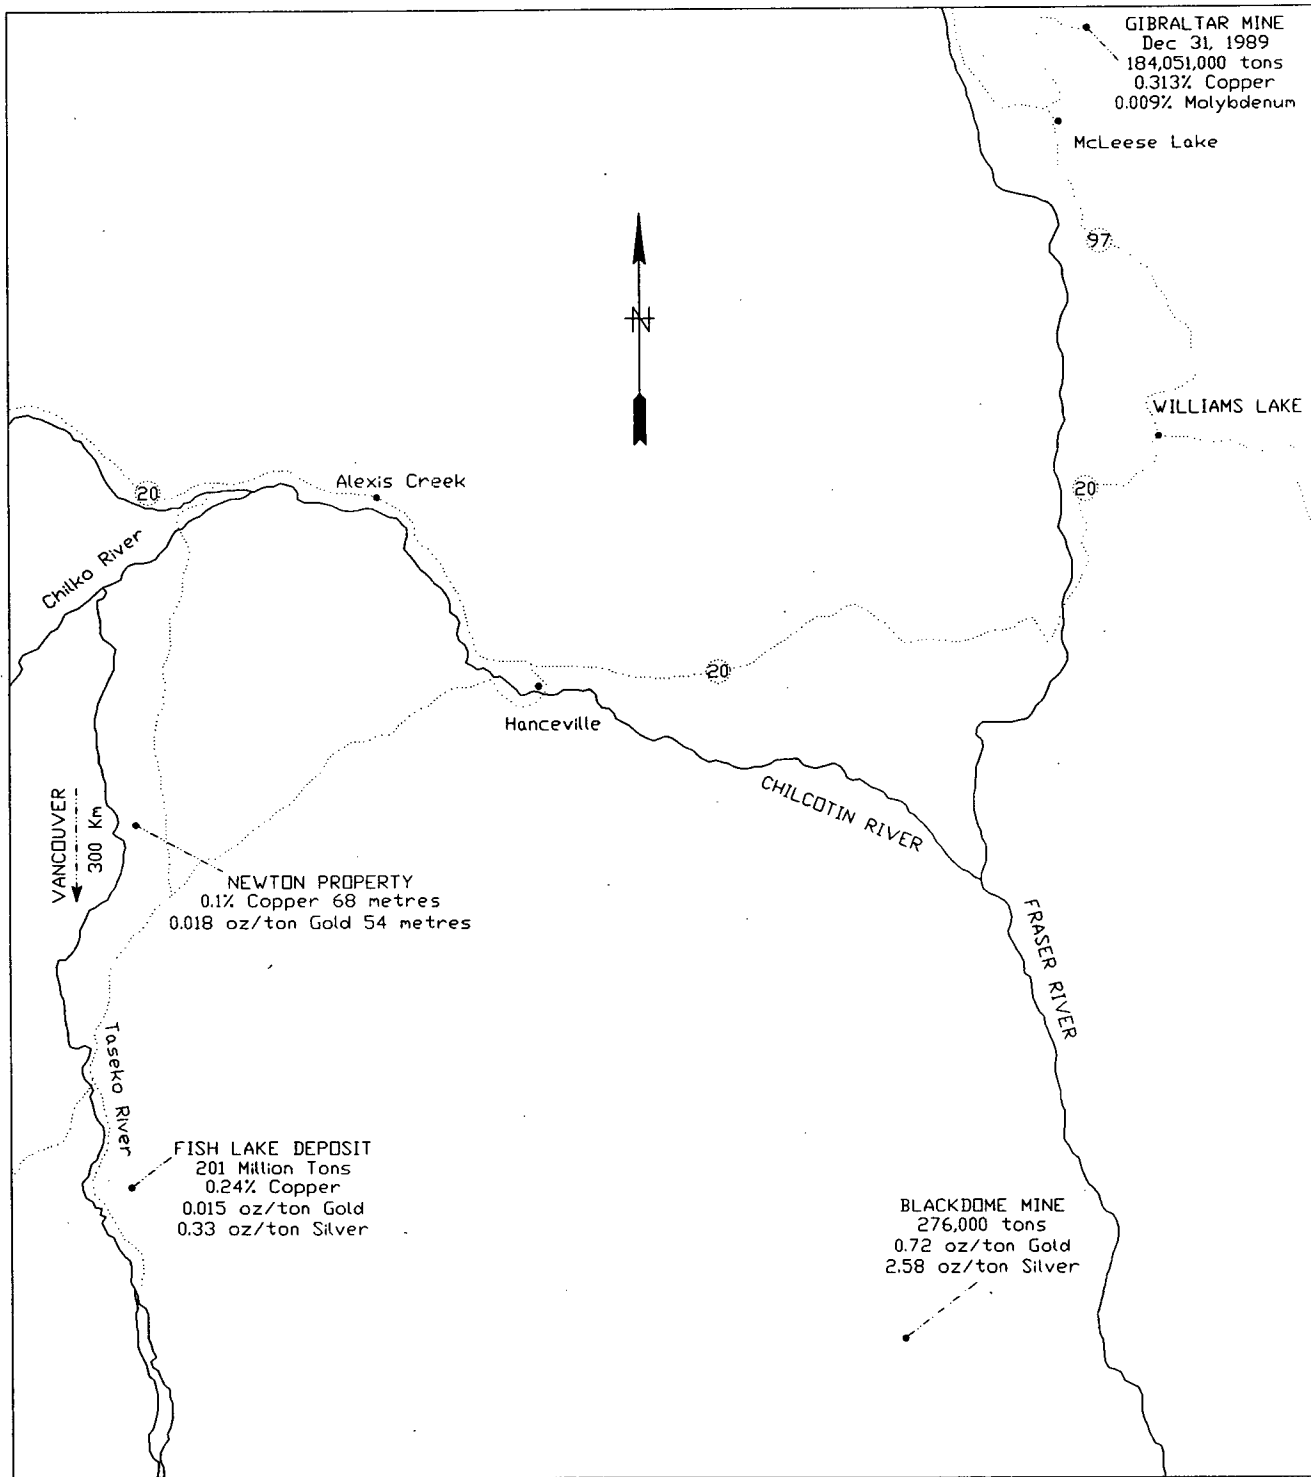 GIBRALTAR MINE
Dec 31, 1989
184,051,000 tons
0.313% Copper
0.009% Molybdenum
McLeese Lake
97
N
WILLIAMS LAKE
20
Alexis Creek
20
Chilko River
20
Hanceville
CHILCOTIN RIVER
VANCOUVER
300 Km
NEWTON PROPERTY
0.1% Copper 68 metres
0.018 oz/ton Gold 54 metres
FRASER RIVER
Taseko River
FISH LAKE DEPOSIT
201 Million Tons
0.24% Copper
0.015 oz/ton Gold
0.33 oz/ton Silver
BLACKDOME MINE
276,000 tons
0.72 oz/ton Gold
2.58 oz/ton Silver